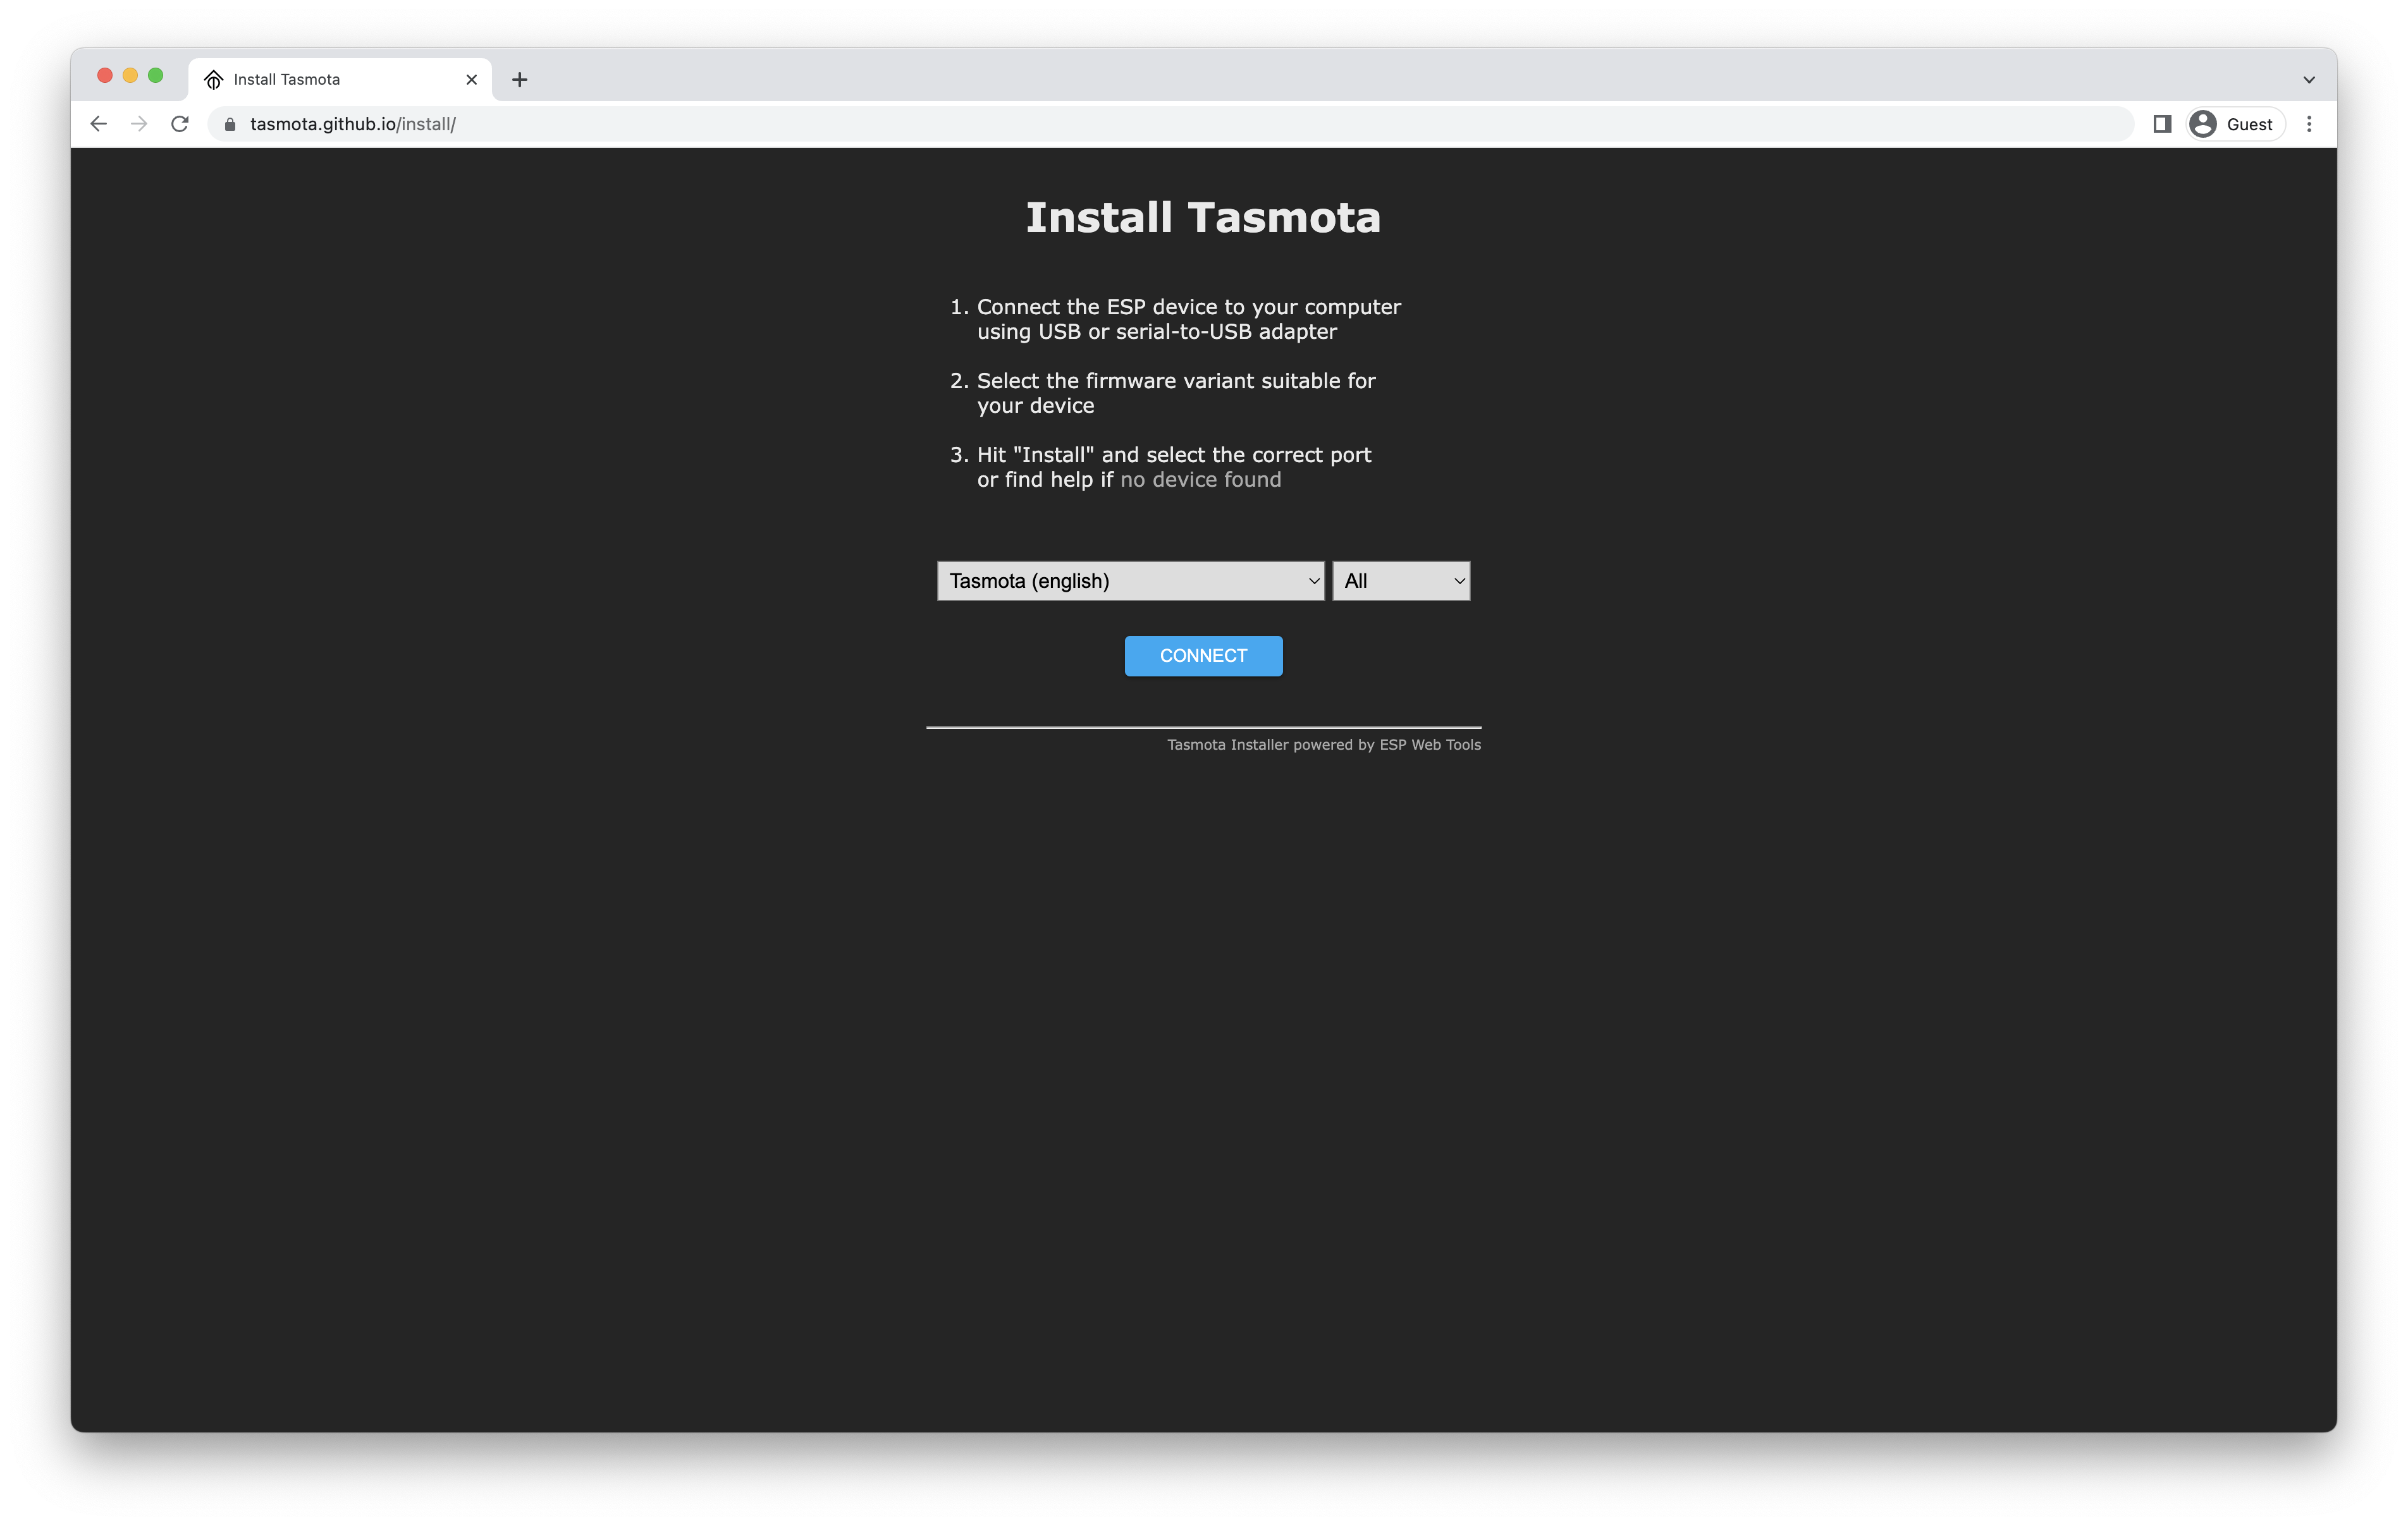 Install Tasmota
tasmota.github.io/install/
Guest
Install Tasmota
1. Connect the ESP device to your computer
using USB or serial-to-USB adapter
2. Select the firmware variant suitable for
your device
3. Hit "Install" and select the correct port
or find help if no device found
Tasmota (english)
All
CONNECT
Tasmota Installer powered by ESP Web Tools